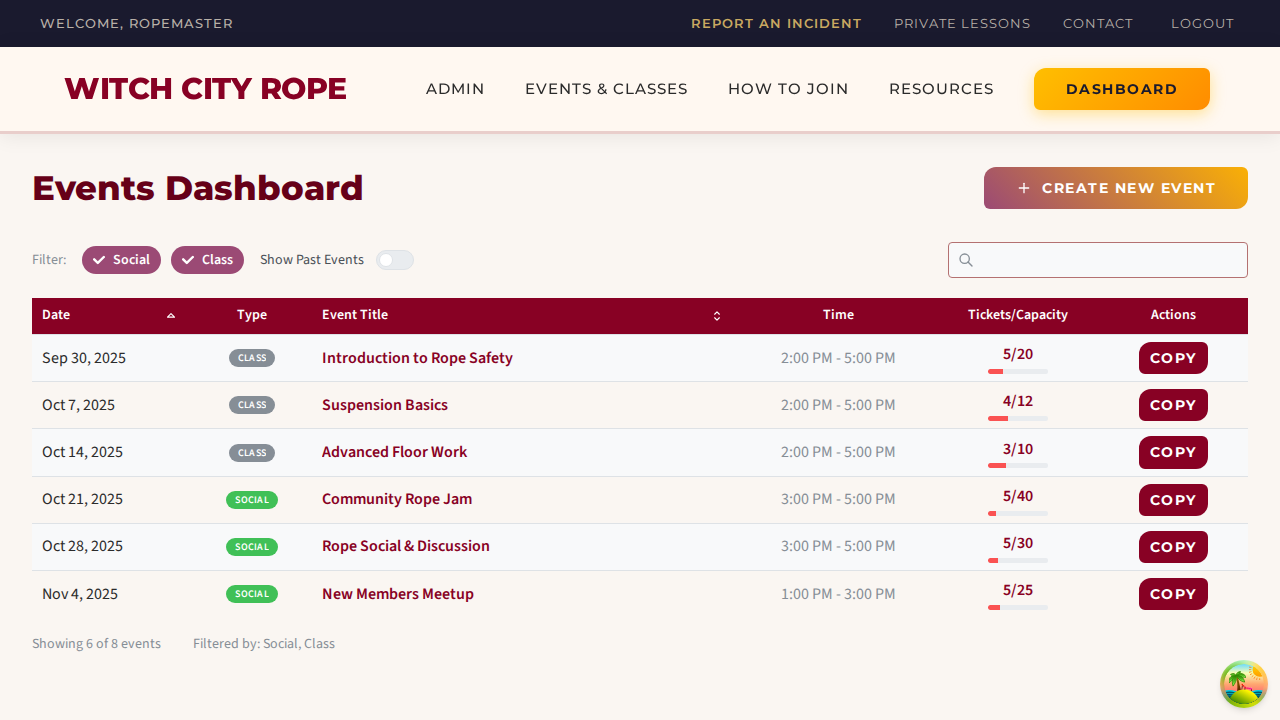 WELCOME, ROPEMASTER
REPORT AN INCIDENT PRIVATE LESSONS CONTACT LOGOUT
WITCH CITY ROPE ADMIN EVENTS & CLASSES HOW TO JOIN RESOURCES DASHBOARD
Events Dashboard + CREATE NEW EVENT
Filter: Social Class Show Past Events
Date Type Event Title Time Tickets/Capacity Actions
Sep 30, 2025 CLASS Introduction to Rope Safety 2:00 PM - 5:00 PM 5/20 COPY
Oct 7, 2025 CLASS Suspension Basics 2:00 PM - 5:00 PM 4/12 COPY
Oct 14, 2025 CLASS Advanced Floor Work 2:00 PM - 5:00 PM 3/10 COPY
Oct 21, 2025 SOCIAL Community Rope Jam 3:00 PM - 5:00 PM 5/40 COPY
Oct 28, 2025 SOCIAL Rope Social & Discussion 3:00 PM - 5:00 PM 5/30 COPY
Nov 4, 2025 SOCIAL New Members Meetup 1:00 PM - 3:00 PM 5/25 COPY
Showing 6 of 8 events Filtered by: Social, Class